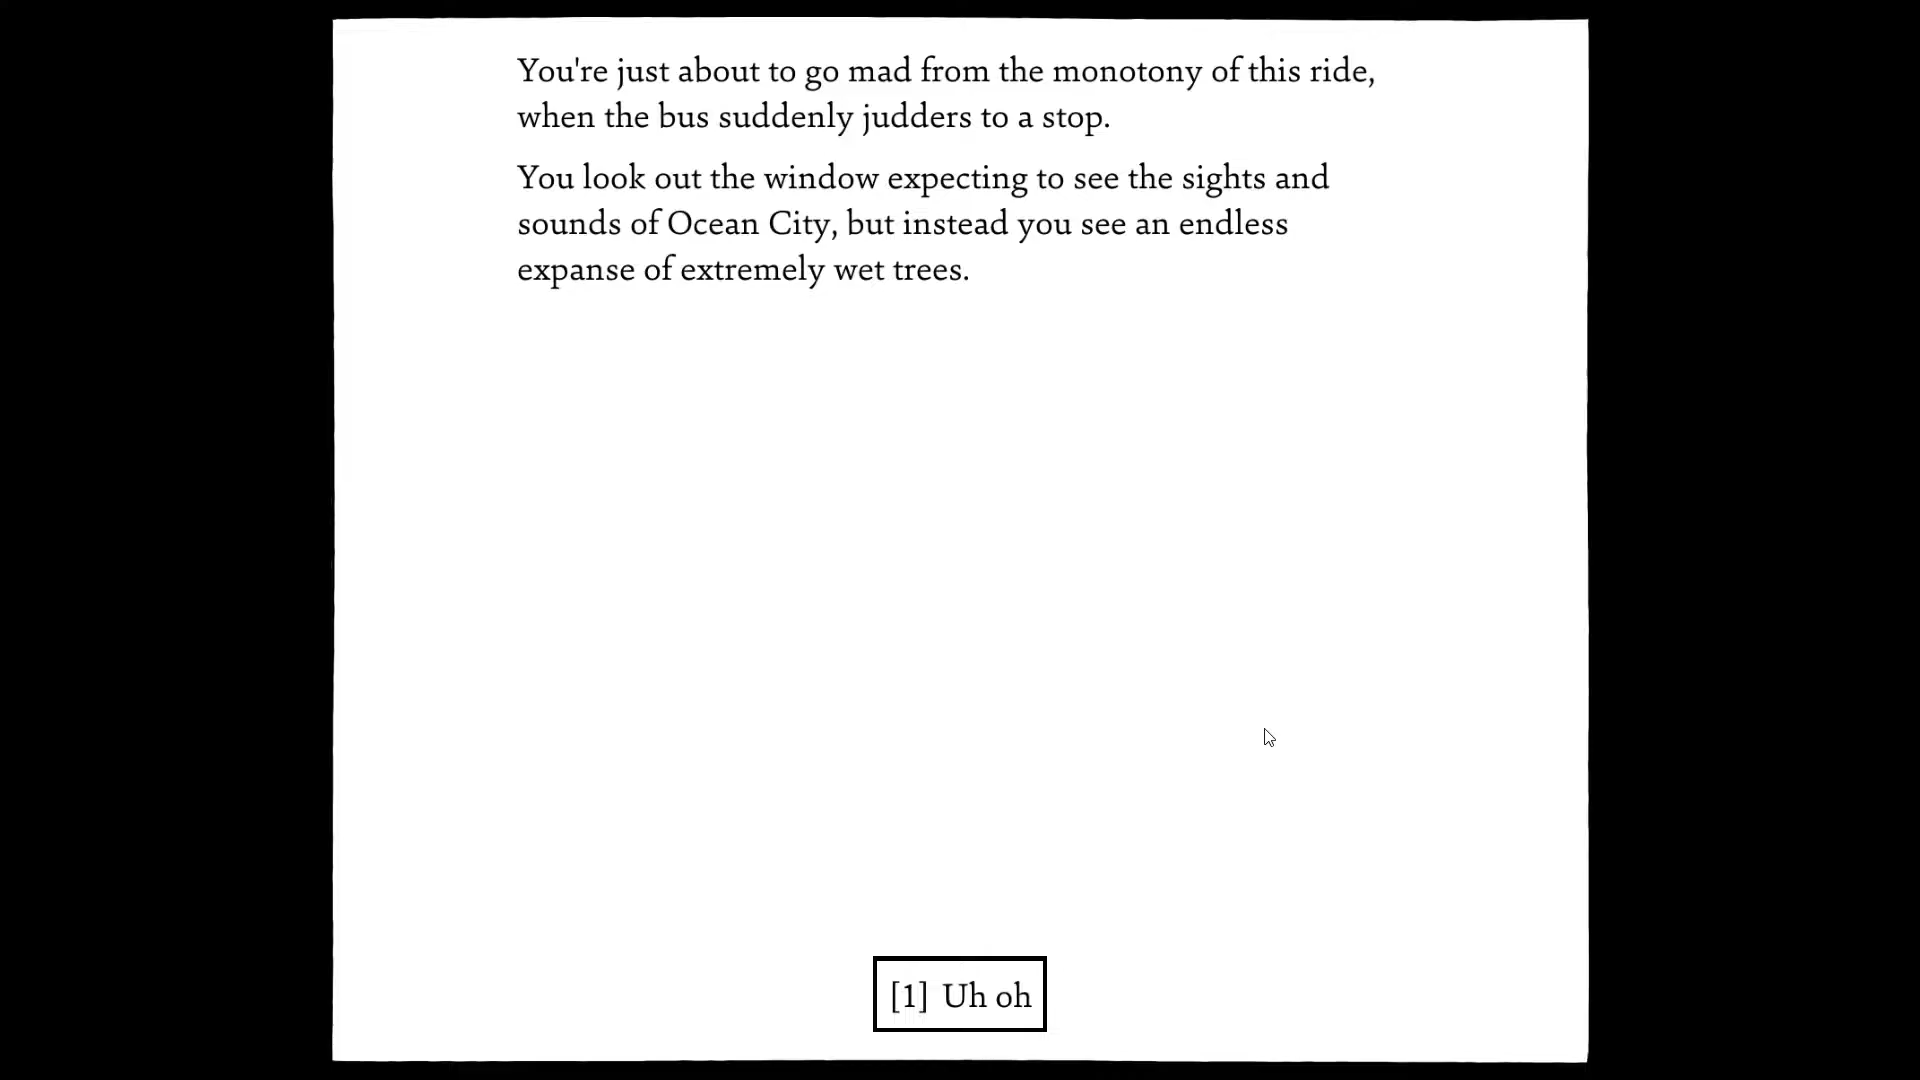 You're just about to go mad from the monotony of this ride,
when the bus suddenly judders to a stop.
You look out the window expecting to see the sights and
sounds of Ocean City, but instead you see an endless
expanse of extremely wet trees.
[1] Uh oh